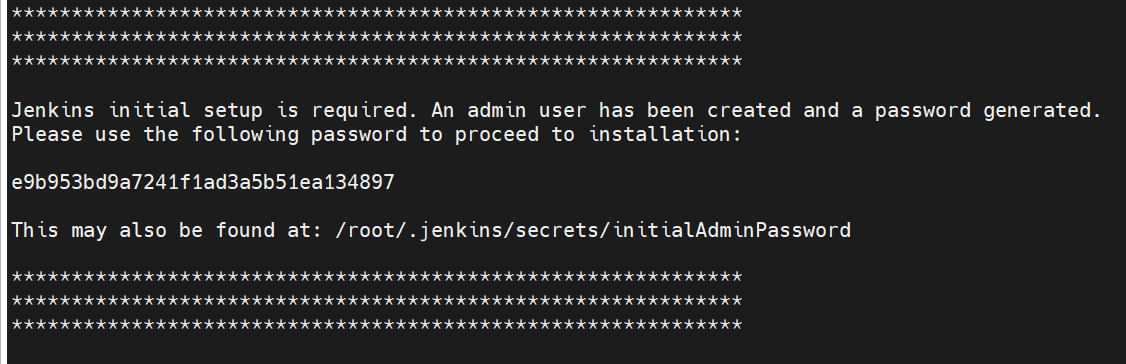 *************************************************************
*************************************************************
*************************************************************
Jenkins initial setup is required. An admin user has been created and a password generated.
Please use the following password to proceed to installation:
e9b953bd9a7241f1ad3a5b51ea134897
This may also be found at: /root/.jenkins/secrets/initialAdminPassword
*************************************************************
*************************************************************
*************************************************************